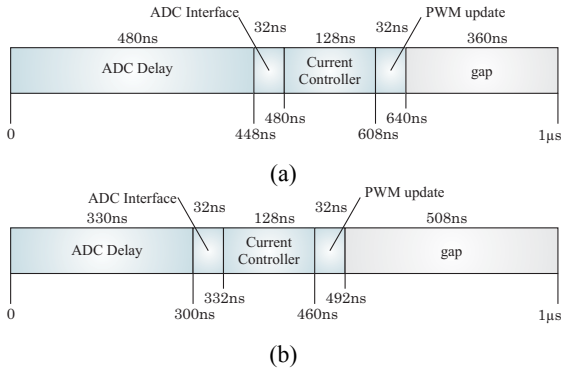 ADC Interface
PWM update
32ns
32ns
480ns
128ns
360ns
ADC Delay
Current
Controller
gap
480ns
640ns
0
448ns
608ns
1µs
(a)
ADC Interface
PWM update
32ns
32ns
330ns
128ns
508ns
ADC Delay
Current
Controller
gap
332ns
492ns
0
300ns
460ns
1µs
(b)